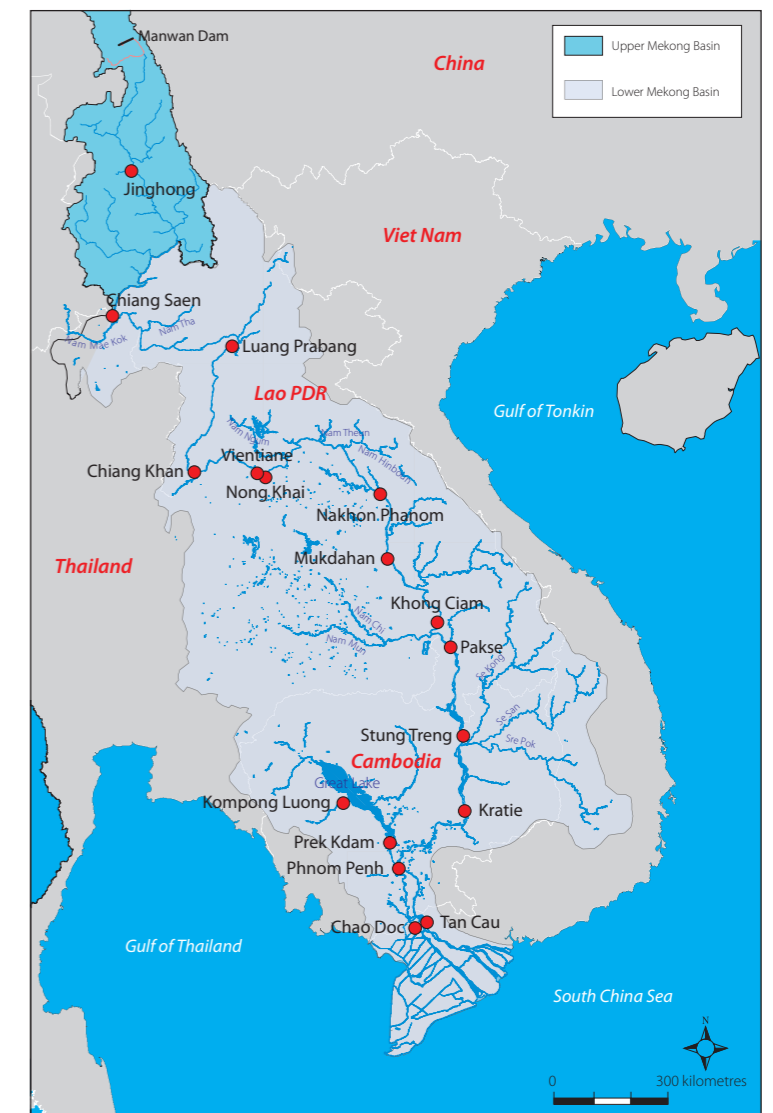 Manwan Dam
Upper Mekong Basin
China
Lower Mekong Basin
Jinghong
Viet Nam
Chiang Saen
Nam Tha
Nam Mae Kok
Luang Prabang
Lao PDR
Gulf of Tonkin
Nam Ngum
Nam Theun
Vientiane
Nam Hinboun
Chiang Khan
Nong Khai
Nakhon Phanom
Mukdahan
Thailand
Khong Ciam
Nam Chi
Nam Mun
Pakse
Se Kong
Se San
Stung Treng
Sre Pok
Cambodia
Great Lake
Kompong Luong
Kratie
Prek Kdam
Phnom Penh
Chao Doc
Tan Cau
Gulf of Thailand
South China Sea
N
0 300 kilometres